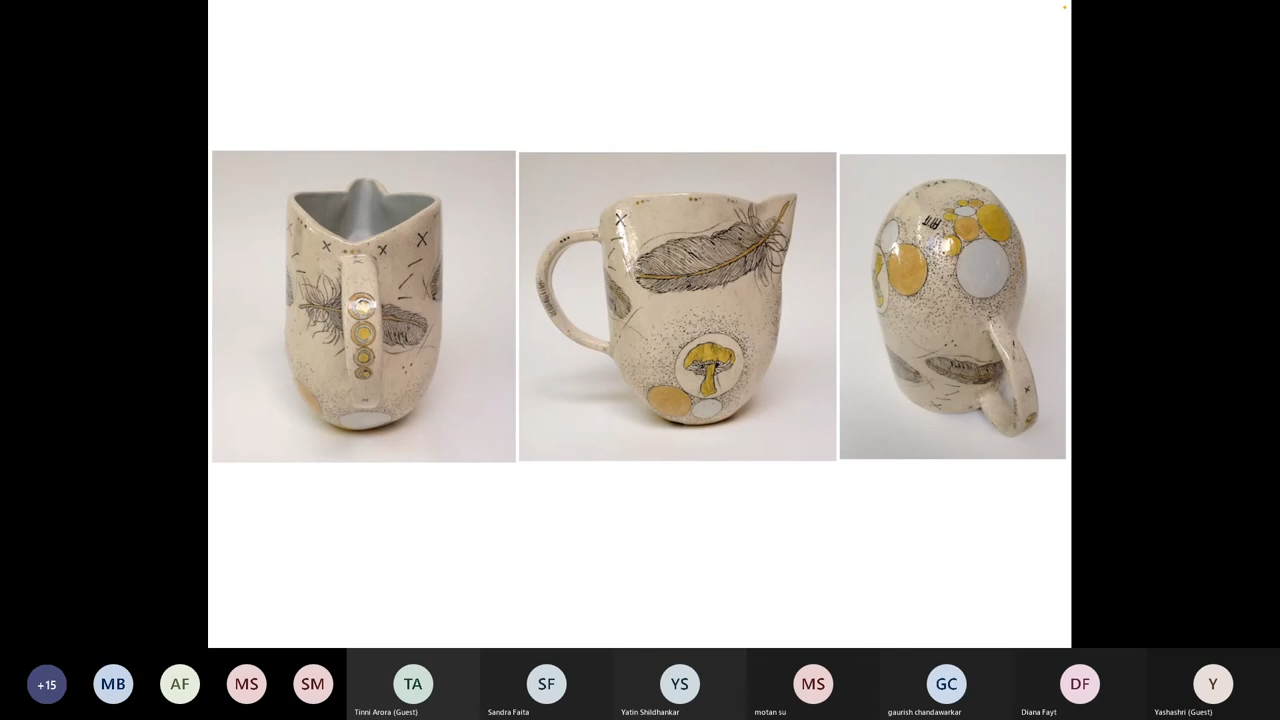 +15
MB
AF
MS
SM
TA
SF
YS
MS
GC
DF
Y
Tinni Arora (Guest)
Sandra Faita
Yatin Shildhankar
motan su
gaurish chandawarkar
Diana Fayt
Yashashri (Guest)